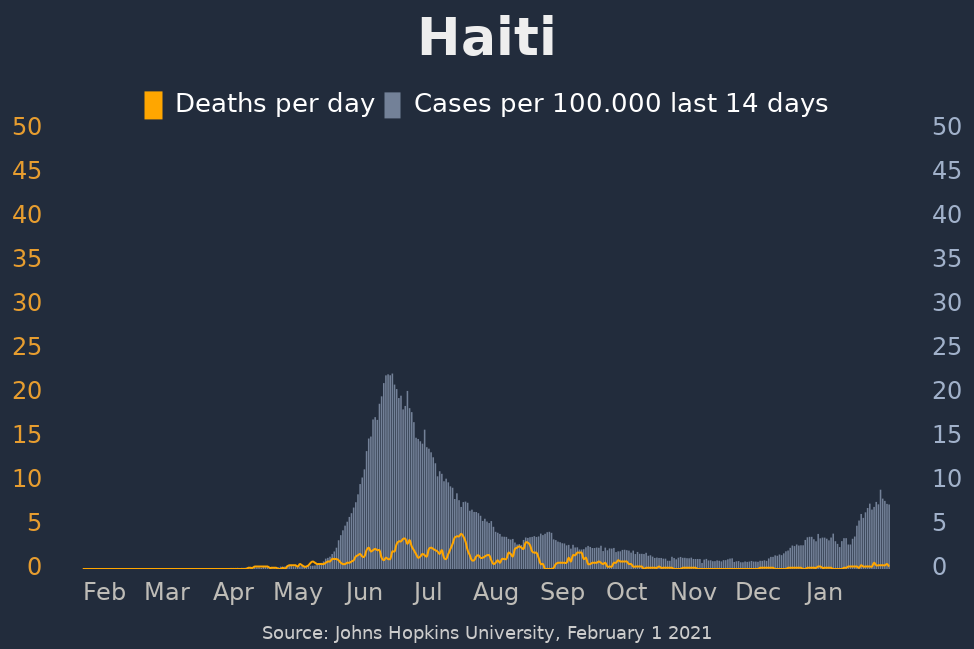 Haiti
Deaths per day Cases per 100.000 last 14 days
50 50
45 45
40 40
35 35
30 30
25 25
20 20
15 15
10 10
5 5
0 0
Feb Mar Apr May Jun Jul Aug Sep Oct Nov Dec Jan
Source: Johns Hopkins University, February 1 2021